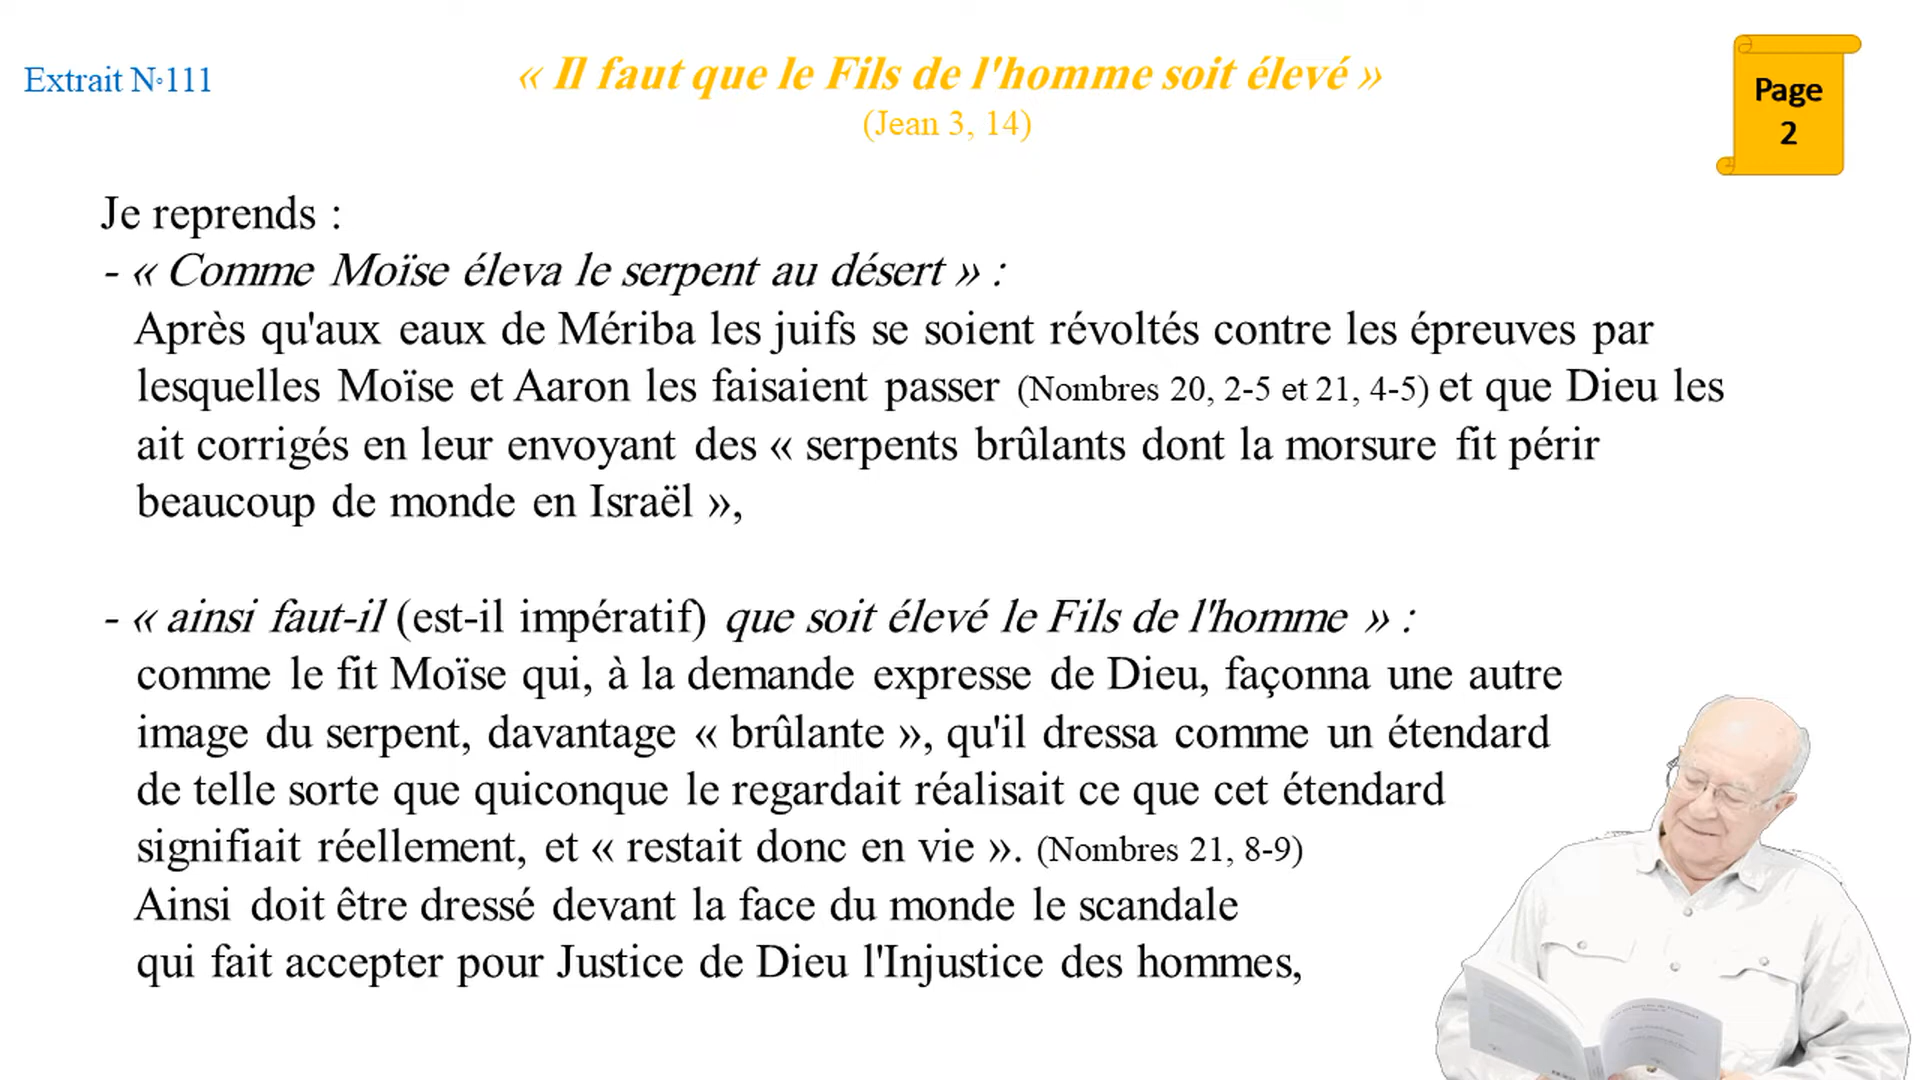 Extrait N°111
« Il faut que le Fils de l'homme soit élevé »
(Jean 3, 14)
Page
2
Je reprends :
- « Comme Moïse éleva le serpent au désert » :
Après qu'aux eaux de Mériba les juifs se soient révoltés contre les épreuves par
lesquelles Moïse et Aaron les faisaient passer (Nombres 20, 2-5 et 21, 4-5) et que Dieu les
ait corrigés en leur envoyant des « serpents brûlants dont la morsure fit périr
beaucoup de monde en Israël »,
- « ainsi faut-il (est-il impératif) que soit élevé le Fils de l'homme » :
comme le fit Moïse qui, à la demande expresse de Dieu, façonna une autre
image du serpent, davantage « brûlante », qu'il dressa comme un étendard
de telle sorte que quiconque le regardait réalisait ce que cet étendard
signifiait réellement, et « restait donc en vie ». (Nombres 21, 8-9)
Ainsi doit être dressé devant la face du monde le scandale
qui fait accepter pour Justice de Dieu l'Injustice des hommes,